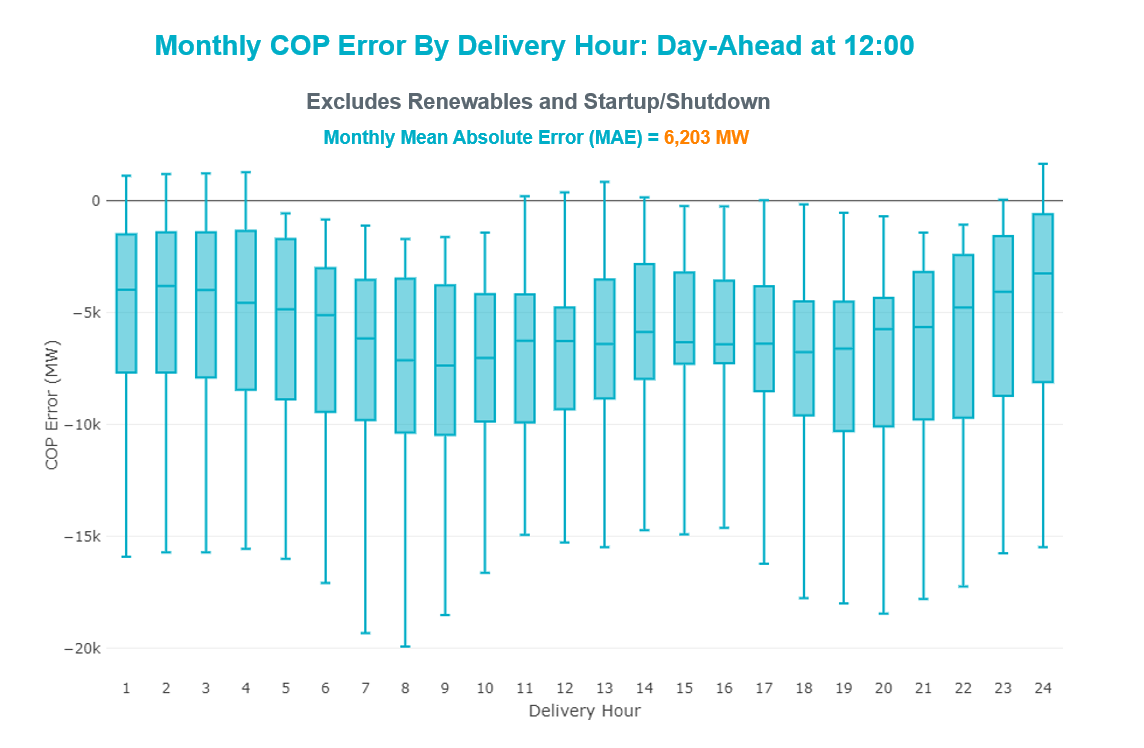 Monthly COP Error By Delivery Hour: Day-Ahead at 12:00
Excludes Renewables and Startup/Shutdown
Monthly Mean Absolute Error (MAE) = 6,203 MW
COP Error (MW)
0
−5k
−10k
−15k
−20k
1 2 3 4 5 6 7 8 9 10 11 12 13 14 15 16 17 18 19 20 21 22 23 24
Delivery Hour